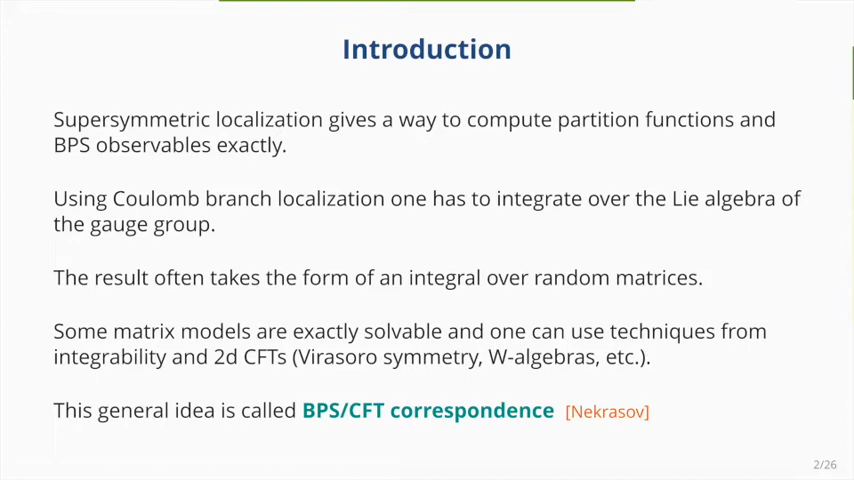 Introduction
Supersymmetric localization gives a way to compute partition functions and
BPS observables exactly.
Using Coulomb branch localization one has to integrate over the Lie algebra of
the gauge group.
The result often takes the form of an integral over random matrices.
Some matrix models are exactly solvable and one can use techniques from
integrability and 2d CFTs (Virasoro symmetry, W-algebras, etc.).
This general idea is called BPS/CFT correspondence [Nekrasov]
2/26